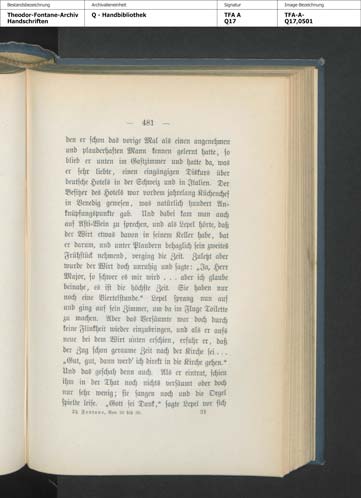 Bestandsbezeichnung
Archivalieneinheit
Signatur
Image Bezeichnung
Theodor-Fontane-Archiv
Handschriften
Q - Handbibliothek
TFA A
Q17
TFA-A-
Q17,0501
— 481 —
den er schon das vorige Mal als einen angenehmen
und plauderhaften Mann kennen gelernt hatte, so
blieb er unten im Gastzimmer und hatte da, was
er sehr liebte, einen eingängigen Diskurs über
deutsche Hotels in der Schweiz und in Italien. Der
Besitzer des Hotels war vordem jahrelang Küchenchef
in Venedig gewesen, was natürlich hundert An-
knüpfungspunkte gab. Und dabei kam man auch
auf Asti-Wein zu sprechen, und als Lepel hörte, daß
der Wirt etwas davon in seinem Keller habe, bat
er darum, und unter Plaudern behaglich sein zweites
Frühstück nehmend, verging die Zeit. Zuletzt aber
wurde der Wirt doch unruhig und sagte: „Ja, Herr
Major, so schwer es mir wird . . . aber ich glaube
beinahe, es ist die höchste Zeit. Sie haben nur
noch eine Viertelstunde.“ Lepel sprang nun auf
und ging auf sein Zimmer, um da im Fluge Toilette
zu machen. Aber das Versäumte war doch durch
keine Flinkheit wieder einzubringen, und als er aufs
neue bei dem Wirt unten erschien, erfuhr er, daß
der Zug schon geraume Zeit nach der Kirche sei . . .
„Gut, gut, dann werd' ich direkt in die Kirche gehen.“
Und das geschah denn auch. Als er eintrat, schien
ihm in der That noch nichts versäumt oder doch
nur sehr wenig; sie sangen noch und die Orgel
spielte leise. „Gott sei Dank,“ sagte Lepel vor sich
Th. Fontane, Von 20 bis 30.
31